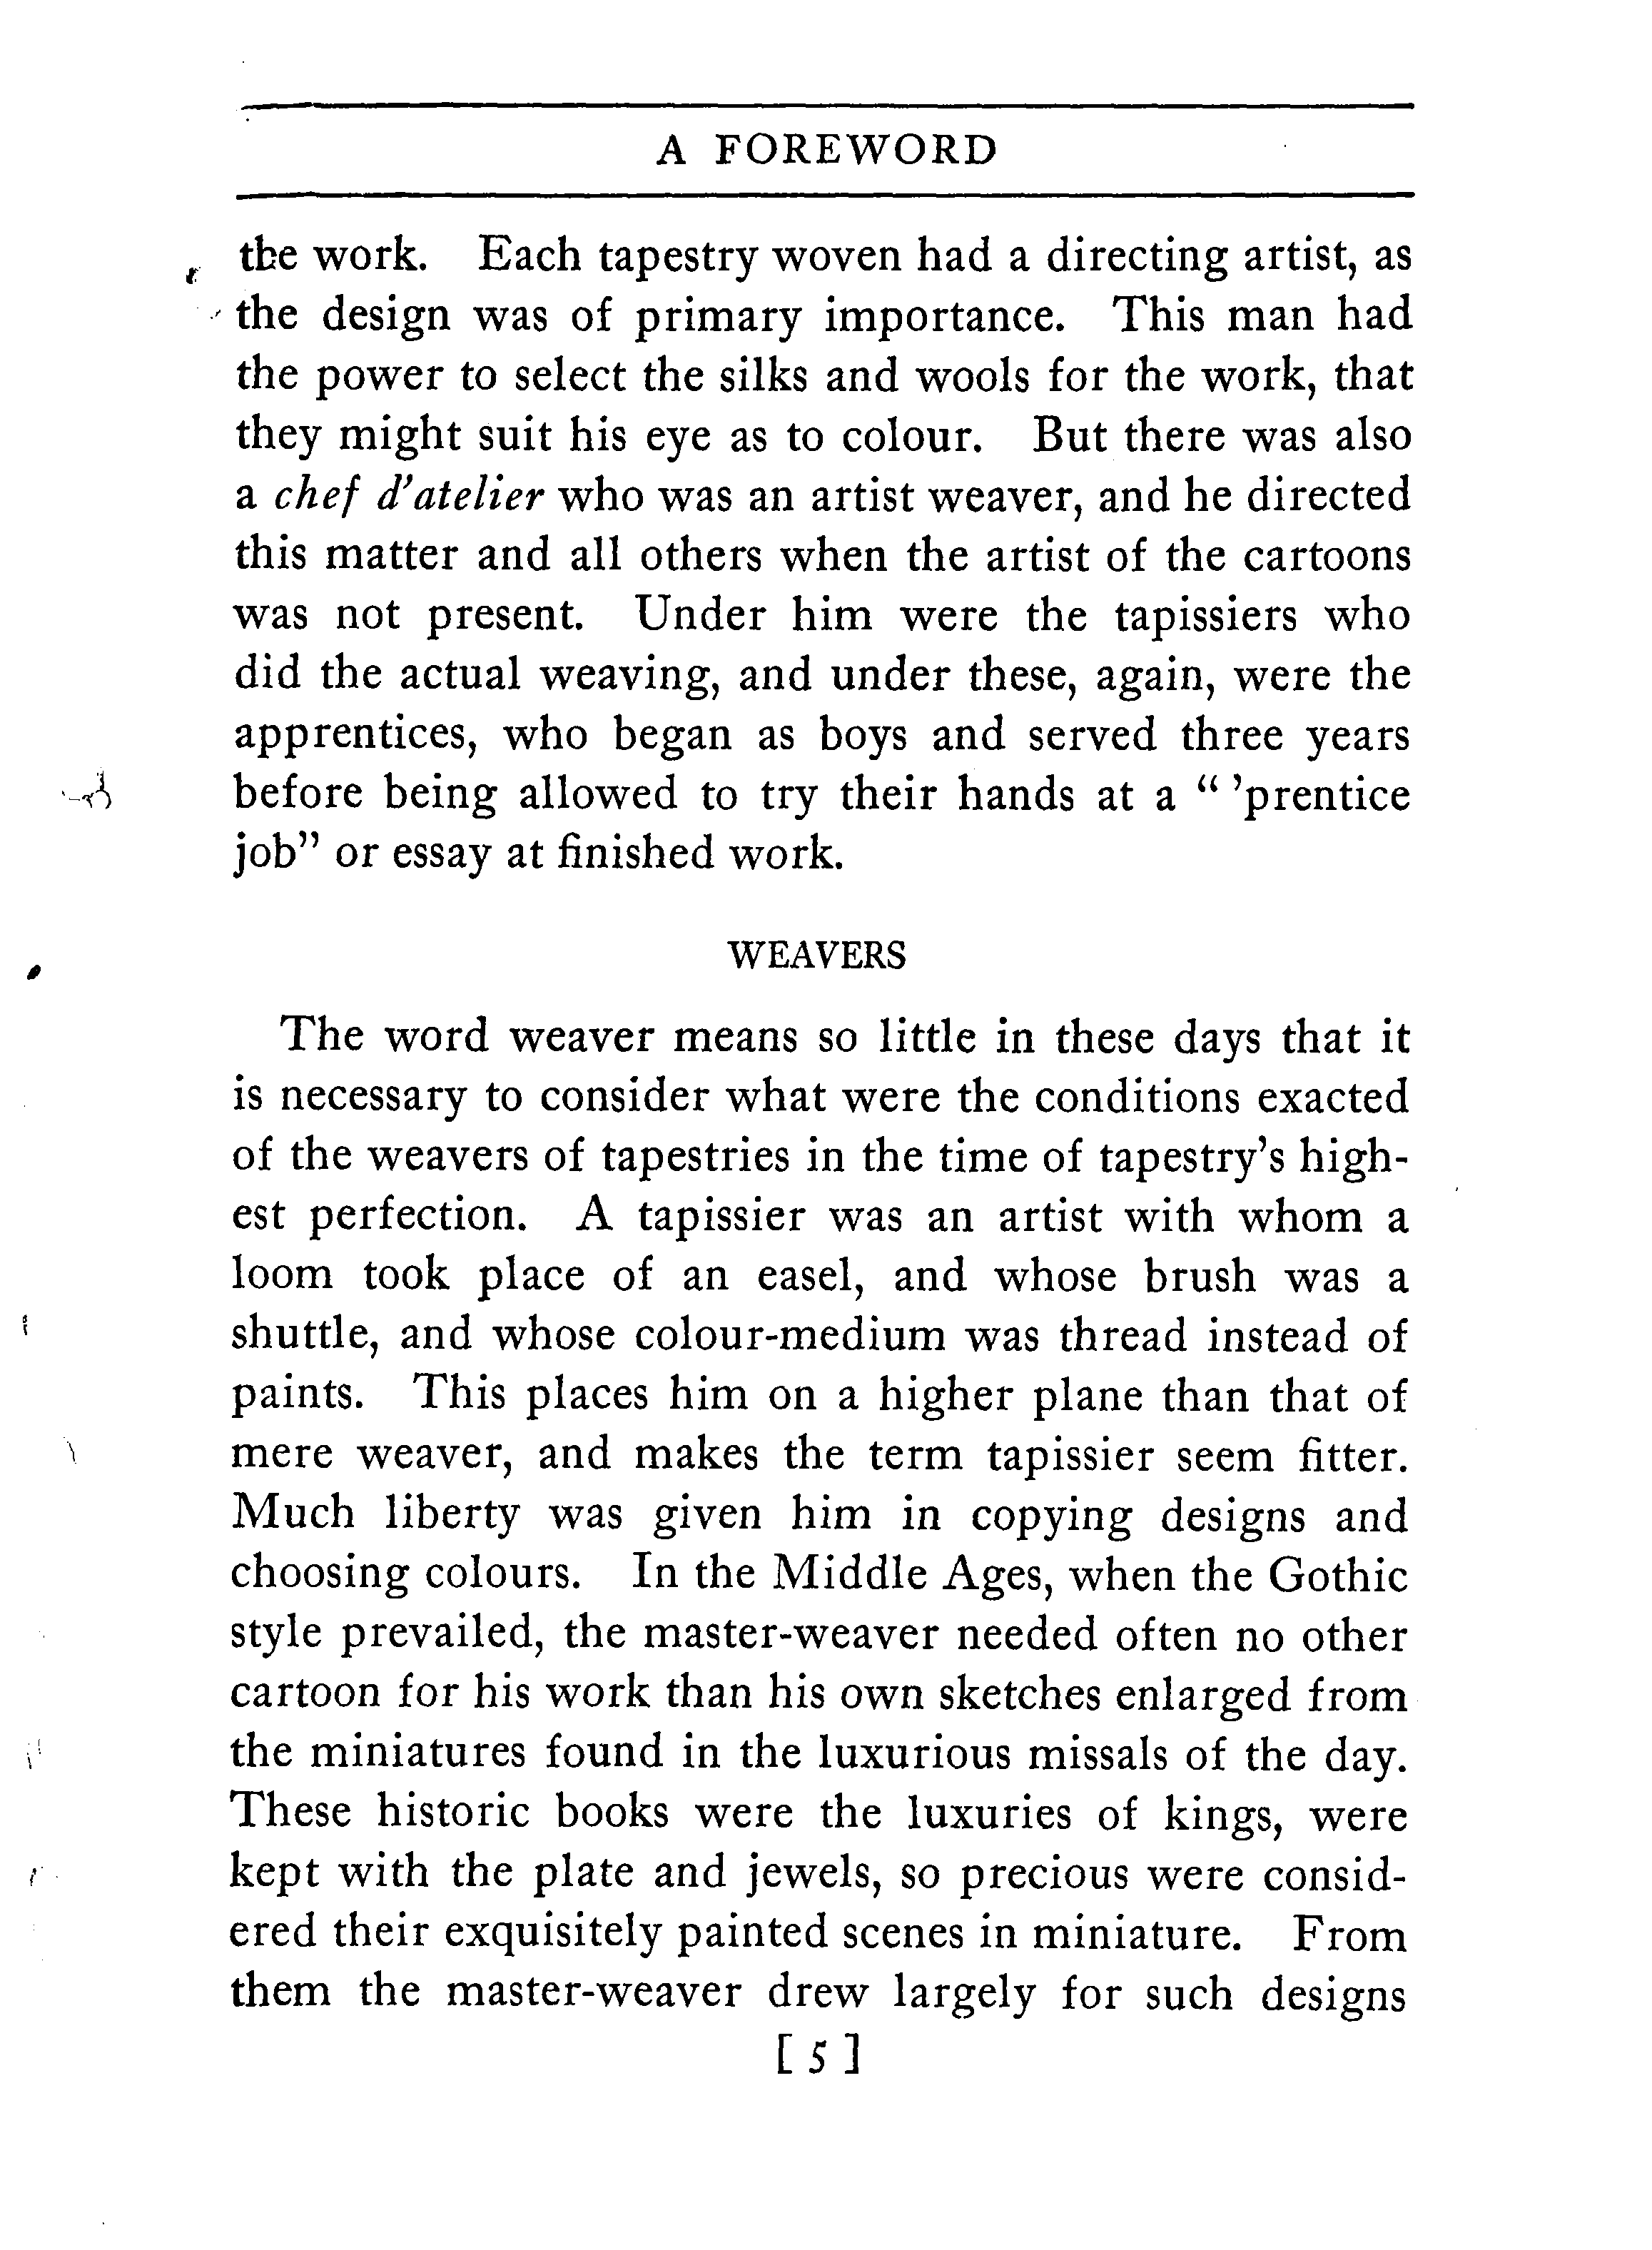 A FOREWORD
the work. Each tapestry woven had a directing artist, as
the design was of primary importance. This man had
the power to select the silks and wools for the work, that
they might suit his eye as to colour. But there was also
a chef d’atelier who was an artist weaver, and he directed
this matter and all others when the artist of the cartoons
was not present. Under him were the tapissiers who
did the actual weaving, and under these, again, were the
apprentices, who began as boys and served three years
before being allowed to try their hands at a “ ’prentice
job” or essay at finished work.
WEAVERS
The word weaver means so little in these days that it
is necessary to consider what were the conditions exacted
of the weavers of tapestries in the time of tapestry’s high-
est perfection. A tapissier was an artist with whom a
loom took place of an easel, and whose brush was a
shuttle, and whose colour-medium was thread instead of
paints. This places him on a higher plane than that of
mere weaver, and makes the term tapissier seem fitter.
Much liberty was given him in copying designs and
choosing colours. In the Middle Ages, when the Gothic
style prevailed, the master-weaver needed often no other
cartoon for his work than his own sketches enlarged from
the miniatures found in the luxurious missals of the day.
These historic books were the luxuries of kings, were
kept with the plate and jewels, so precious were consid-
ered their exquisitely painted scenes in miniature. From
them the master-weaver drew largely for such designs
[ 5 ]